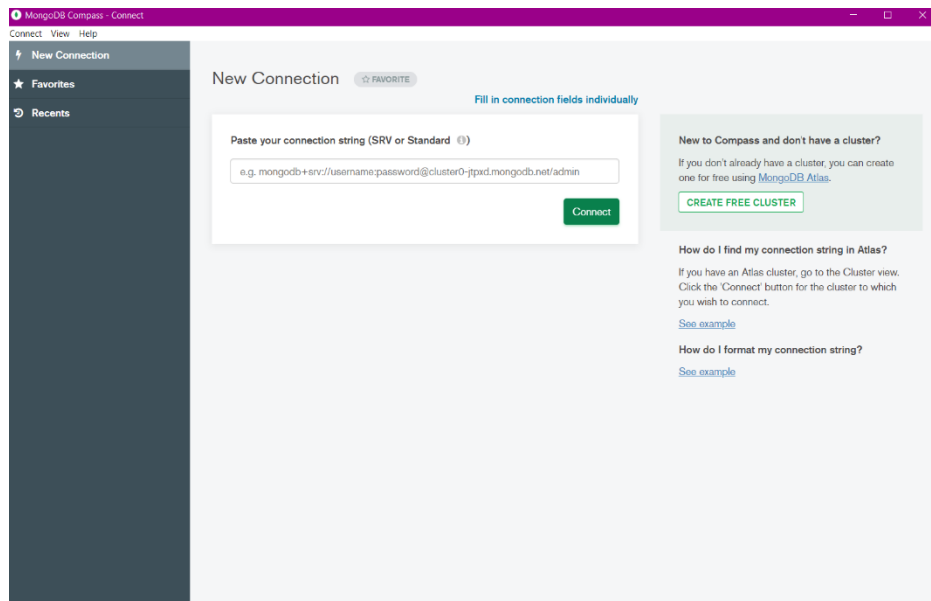 MongoDB Compass - Connect
Connect View Help
New Connection
Favorites
Recents
New Connection
FAVORITE
Fill in connection fields individually
Paste your connection string (SRV or Standard )
e.g. mongodb+srv://username:password@cluster0-jtpxd.mongodb.net/admin
Connect
New to Compass and don't have a cluster?
If you don't already have a cluster, you can create
one for free using MongoDB Atlas.
CREATE FREE CLUSTER
How do I find my connection string in Atlas?
If you have an Atlas cluster, go to the Cluster view.
Click the 'Connect' button for the cluster to which
you wish to connect.
See example
How do I format my connection string?
See example